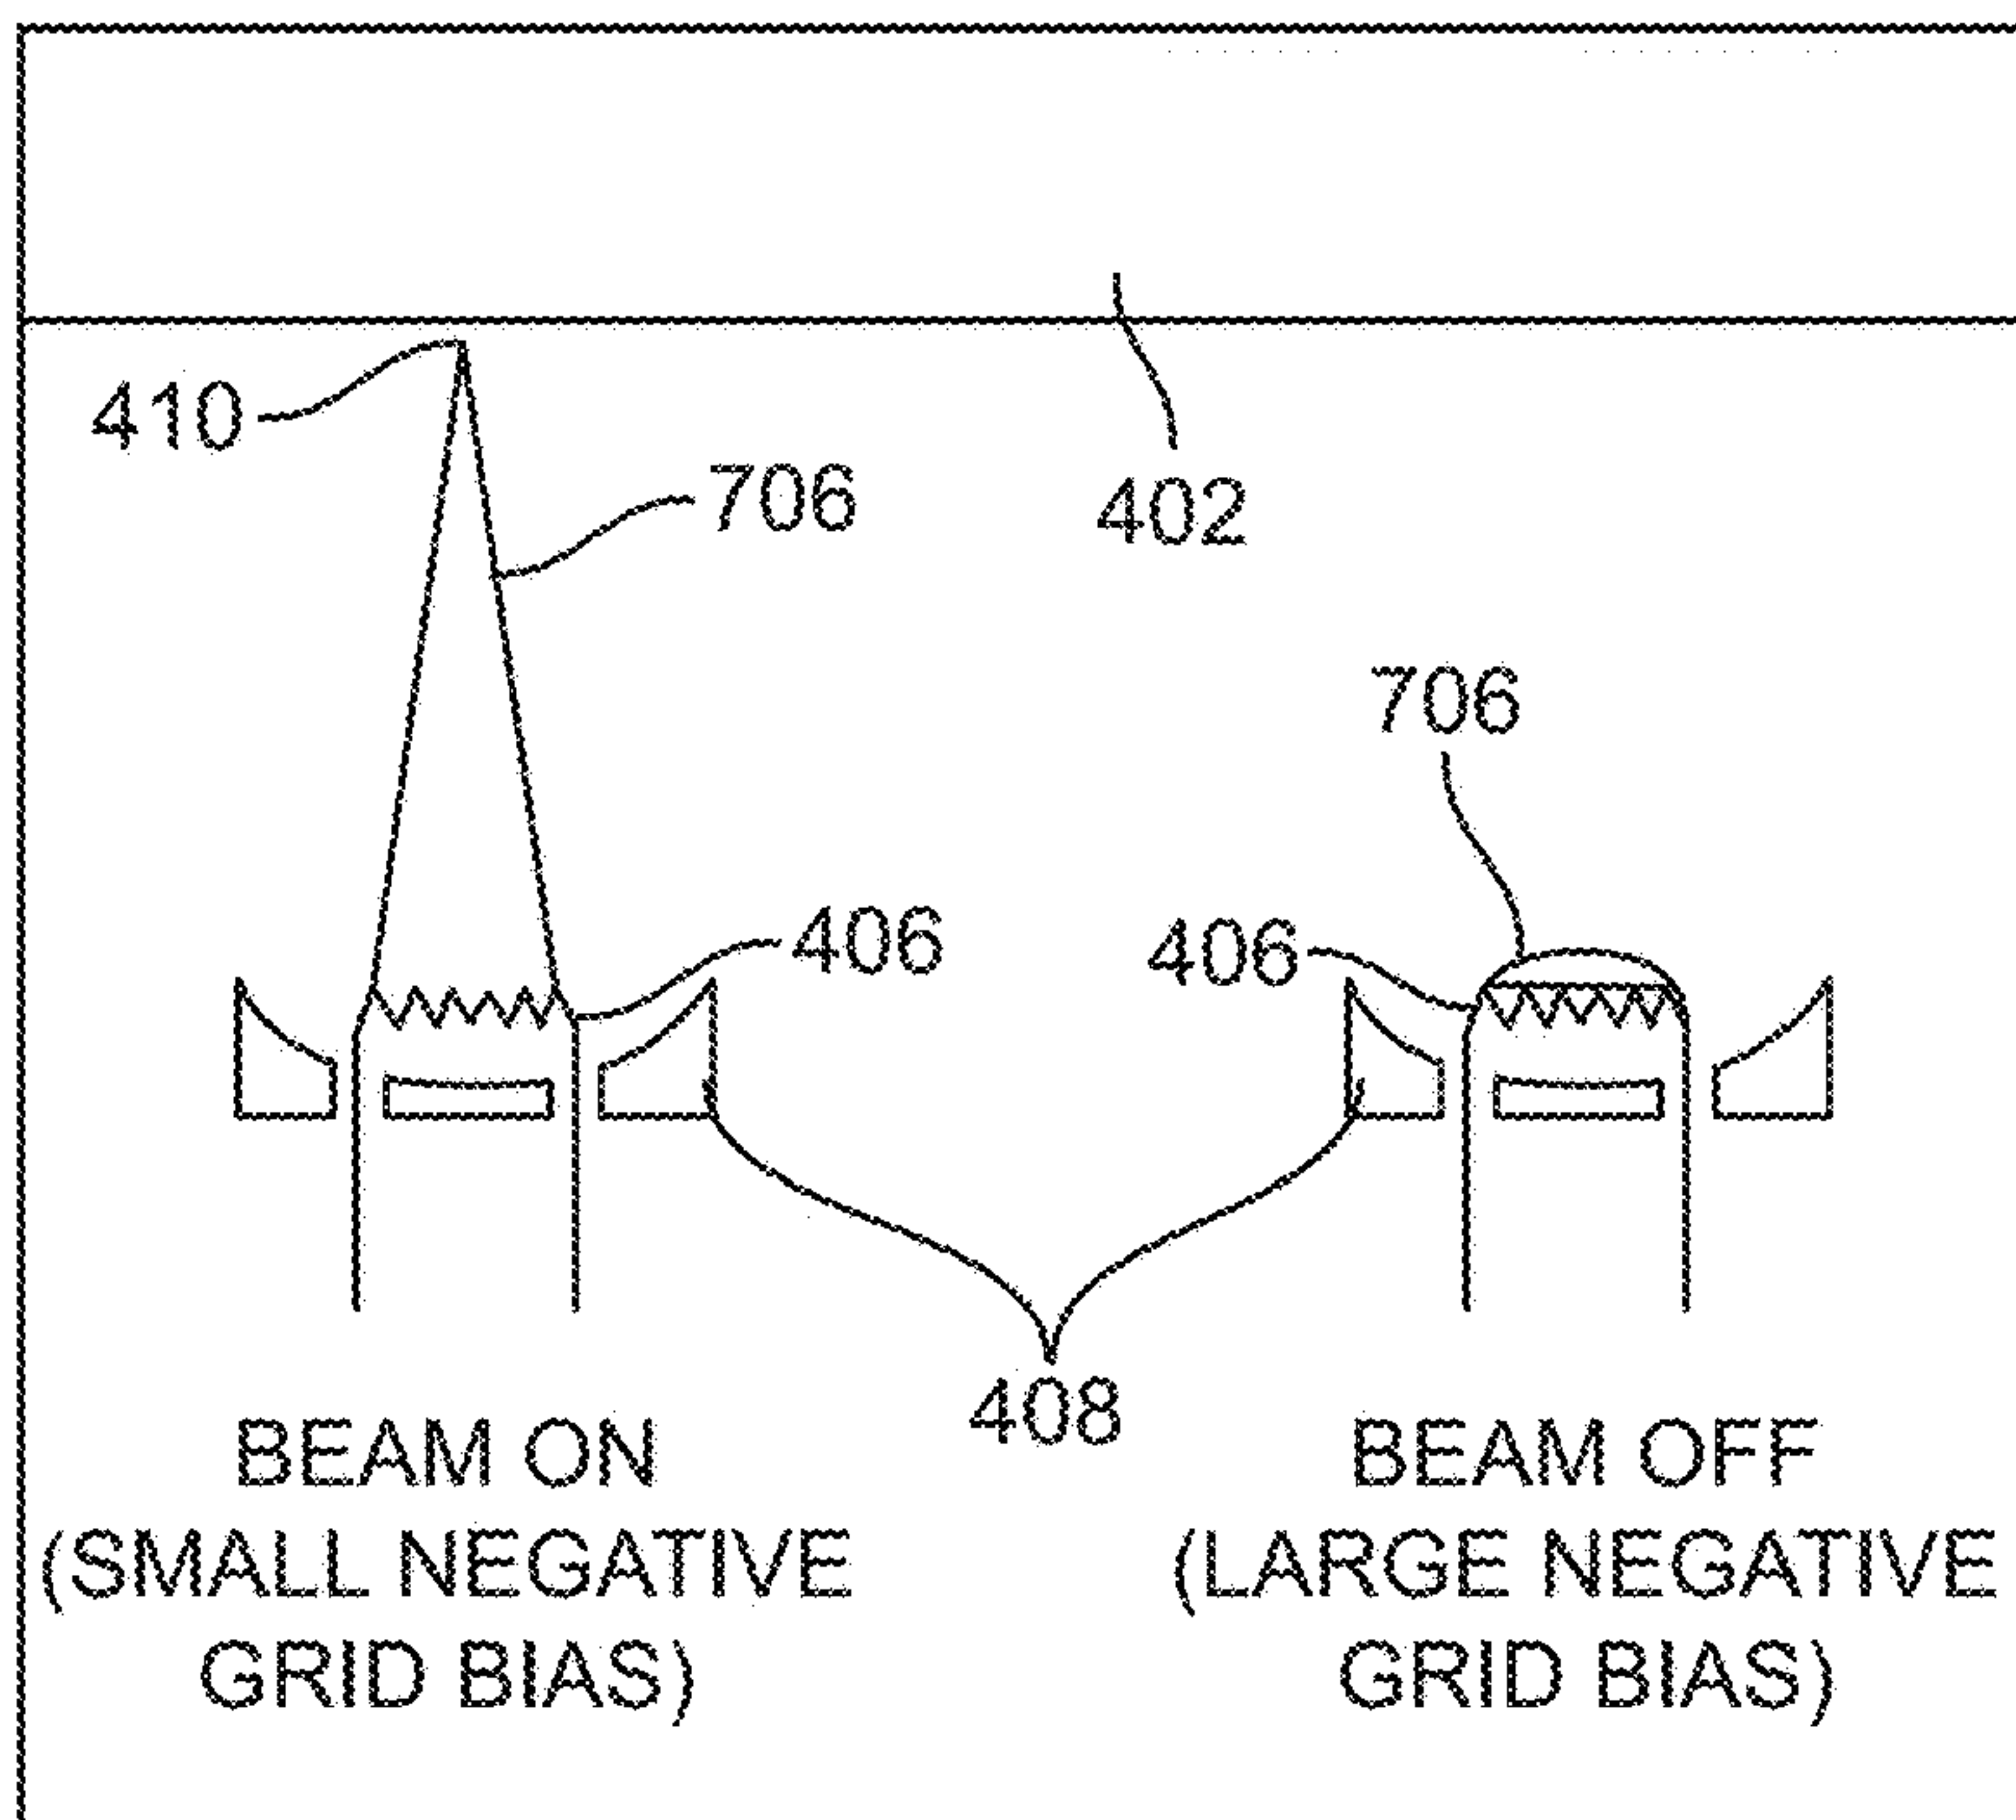 410
706
402
706
406
406
408
BEAM ON
(SMALL NEGATIVE
GRID BIAS)
BEAM OFF
(LARGE NEGATIVE
GRID BIAS)